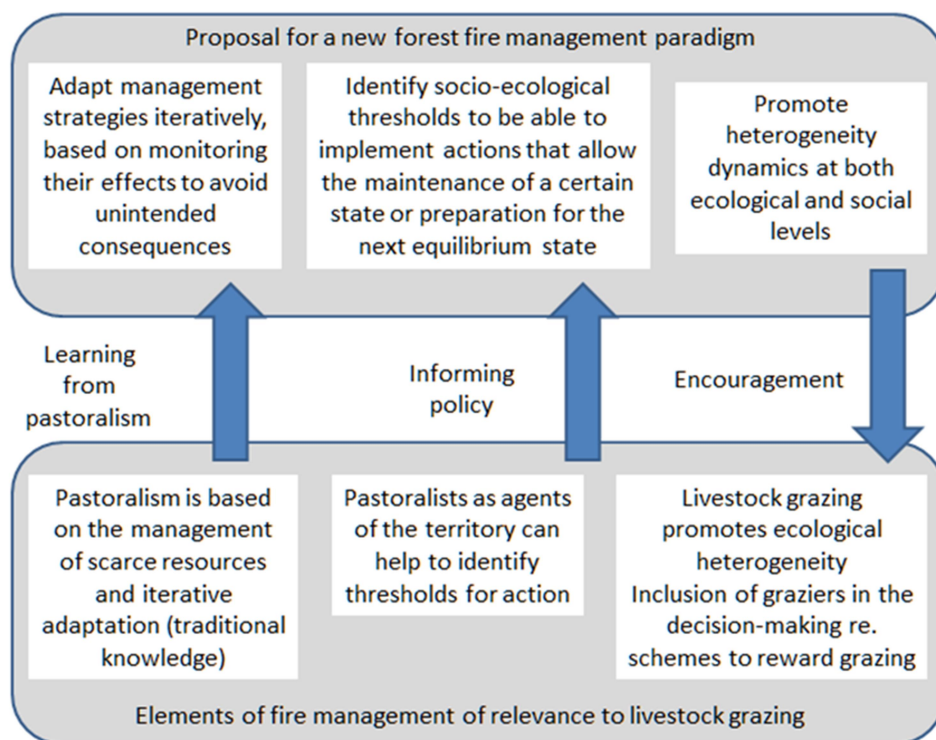 Proposal for a new forest fire management paradigm
Adapt management
strategies iteratively,
based on monitoring
their effects to avoid
unintended
consequences
Identify socio-ecological
thresholds to be able to
implement actions that allow
the maintenance of a certain
state or preparation for the
next equilibrium state
Promote
heterogeneity
dynamics at both
ecological and social
levels
Learning
from
pastoralism
Informing
policy
Encouragement
Pastoralism is based
on the management
of scarce resources
and iterative
adaptation (traditional
knowledge)
Pastoralists as agents
of the territory can
help to identify
thresholds for action
Livestock grazing
promotes ecological
heterogeneity
Inclusion of graziers in the
decision-making re.
schemes to reward grazing
Elements of fire management of relevance to livestock grazing